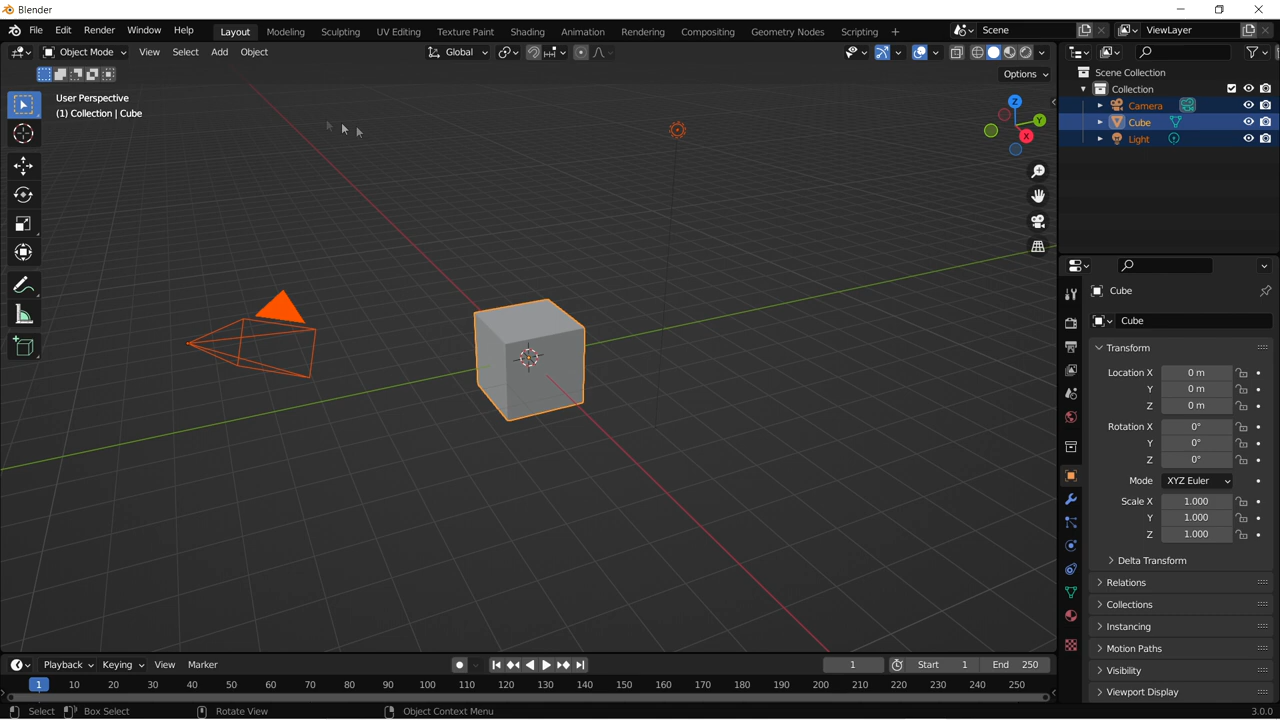 Blender
File Edit Render Window Help Layout Modeling Sculpting UV Editing Texture Paint Shading Animation Rendering Compositing Geometry Nodes Scripting + Scene ViewLayer
Object Mode View Select Add Object Global
Options
User Perspective
(1) Collection | Cube
Z
Y
X
Scene Collection
Collection
Camera
Cube
Light
Cube
Cube
Transform
Location X 0 m
Y 0 m
Z 0 m
Rotation X 0°
Y 0°
Z 0°
Mode XYZ Euler
Scale X 1.000
Y 1.000
Z 1.000
Delta Transform
Relations
Collections
Instancing
Motion Paths
Visibility
Viewport Display
Playback Keying View Marker 1 Start 1 End 250
1 10 20 30 40 50 60 70 80 90 100 110 120 130 140 150 160 170 180 190 200 210 220 230 240 250
Select Box Select Rotate View Object Context Menu 3.0.0